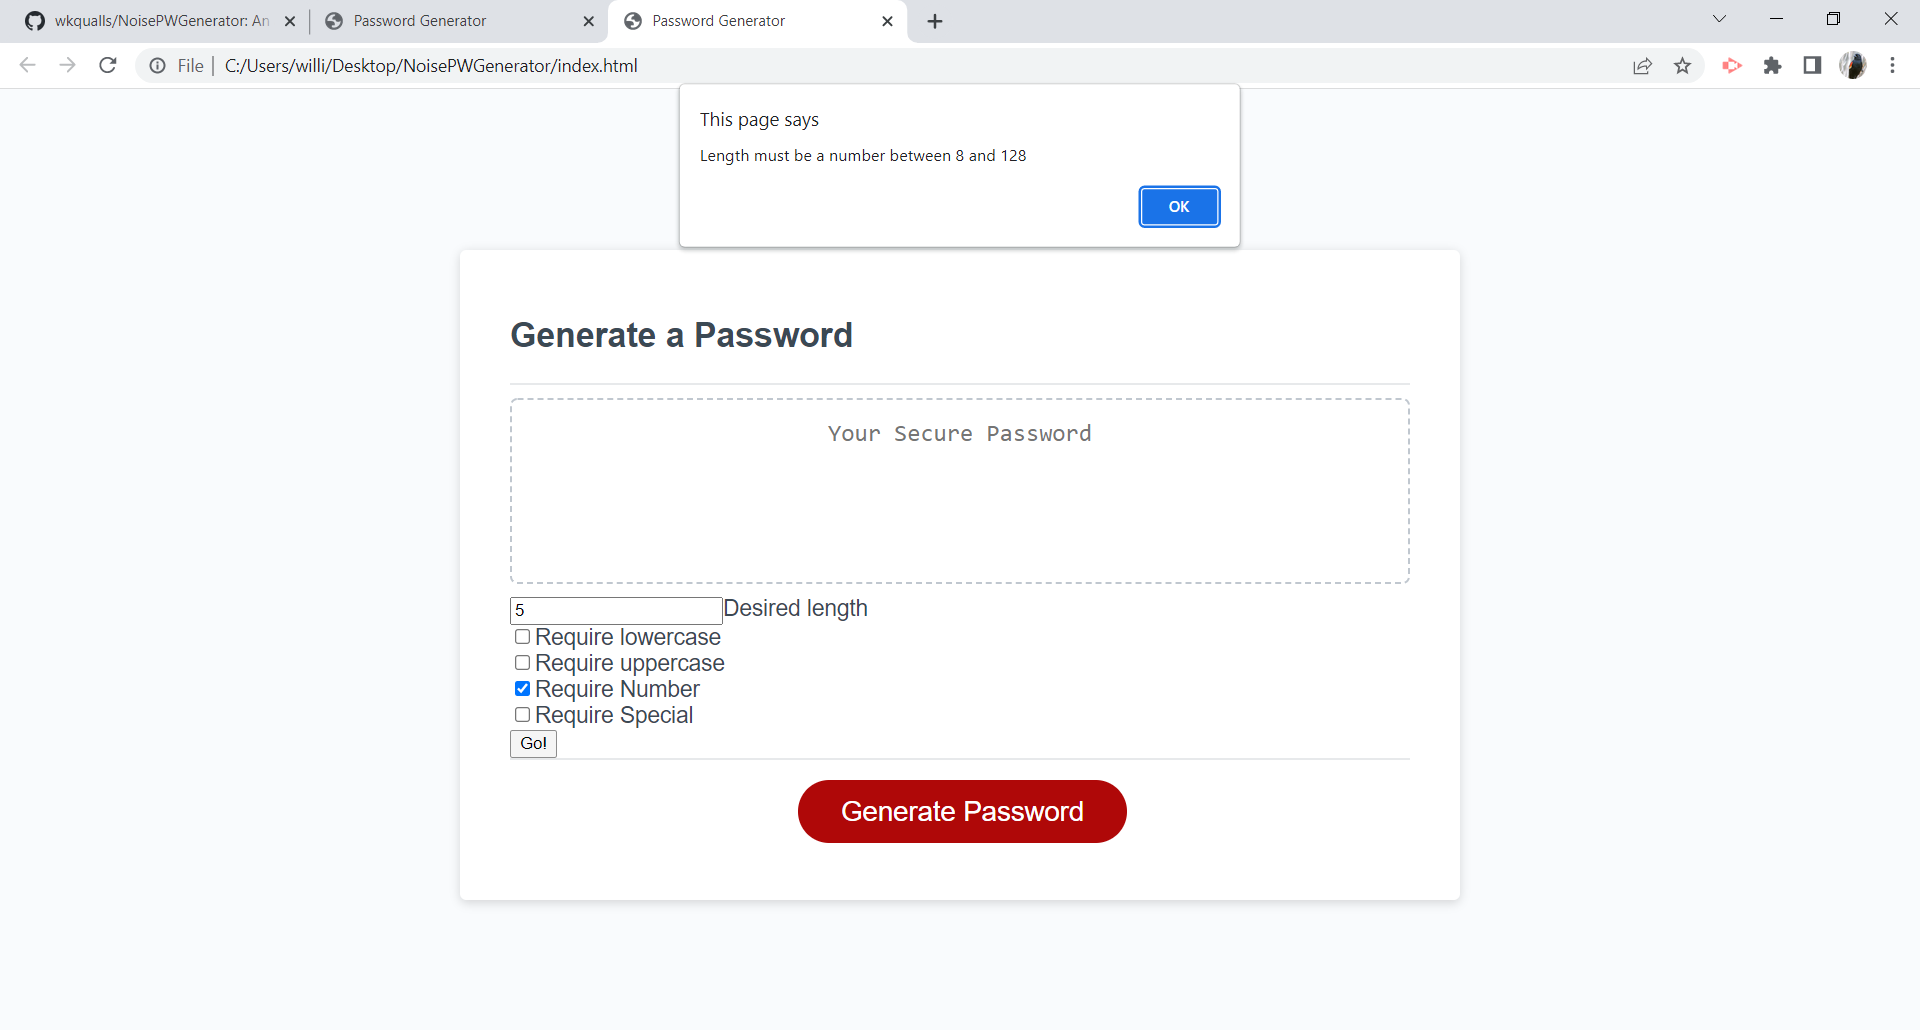 wkqualls/NoisePWGenerator: An
Password Generator
Password Generator
File
C:/Users/willi/Desktop/NoisePWGenerator/index.html
This page says
Length must be a number between 8 and 128
OK
Generate a Password
Your Secure Password
5 Desired length
Require lowercase
Require uppercase
Require Number
Require Special
Go!
Generate Password